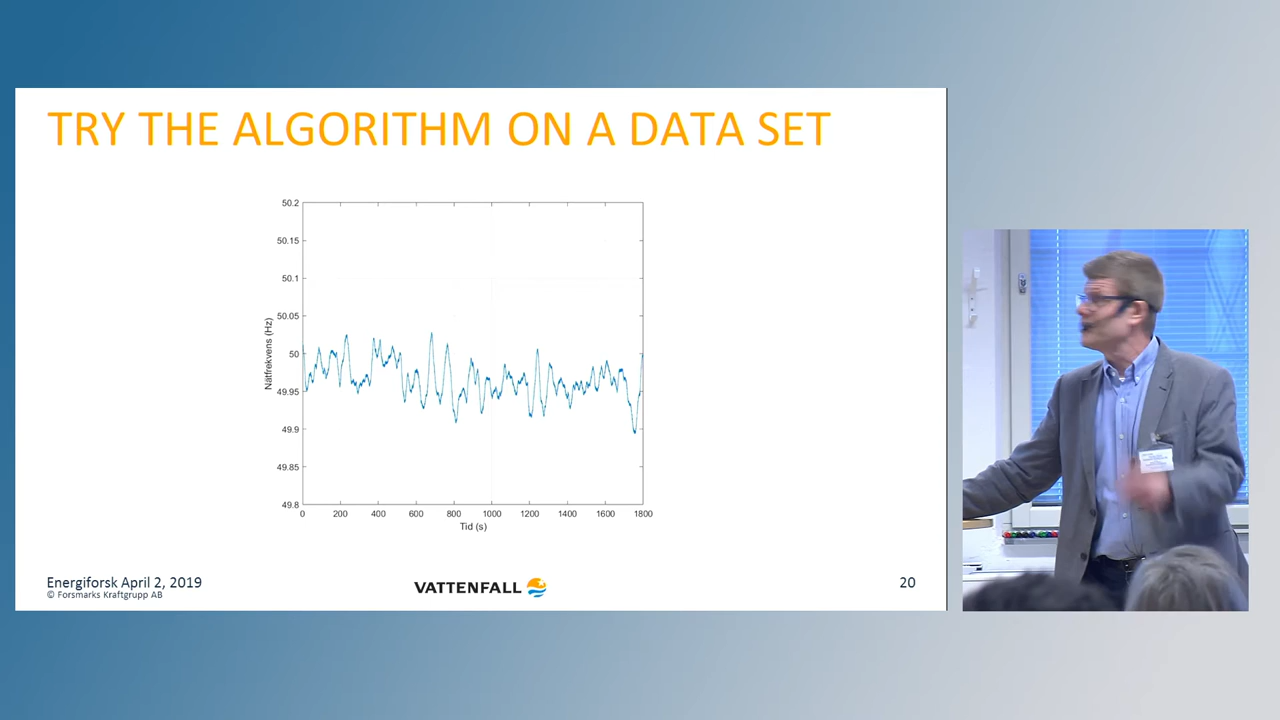 TRY THE ALGORITHM ON A DATA SET
50.2
50.15
50.1
50.05
50
49.95
49.9
49.85
49.8
Nätfrekvens (Hz)
0 200 400 600 800 1000 1200 1400 1600 1800
Tid (s)
Energiforsk April 2, 2019
© Forsmarks Kraftgrupp AB
VATTENFALL
20